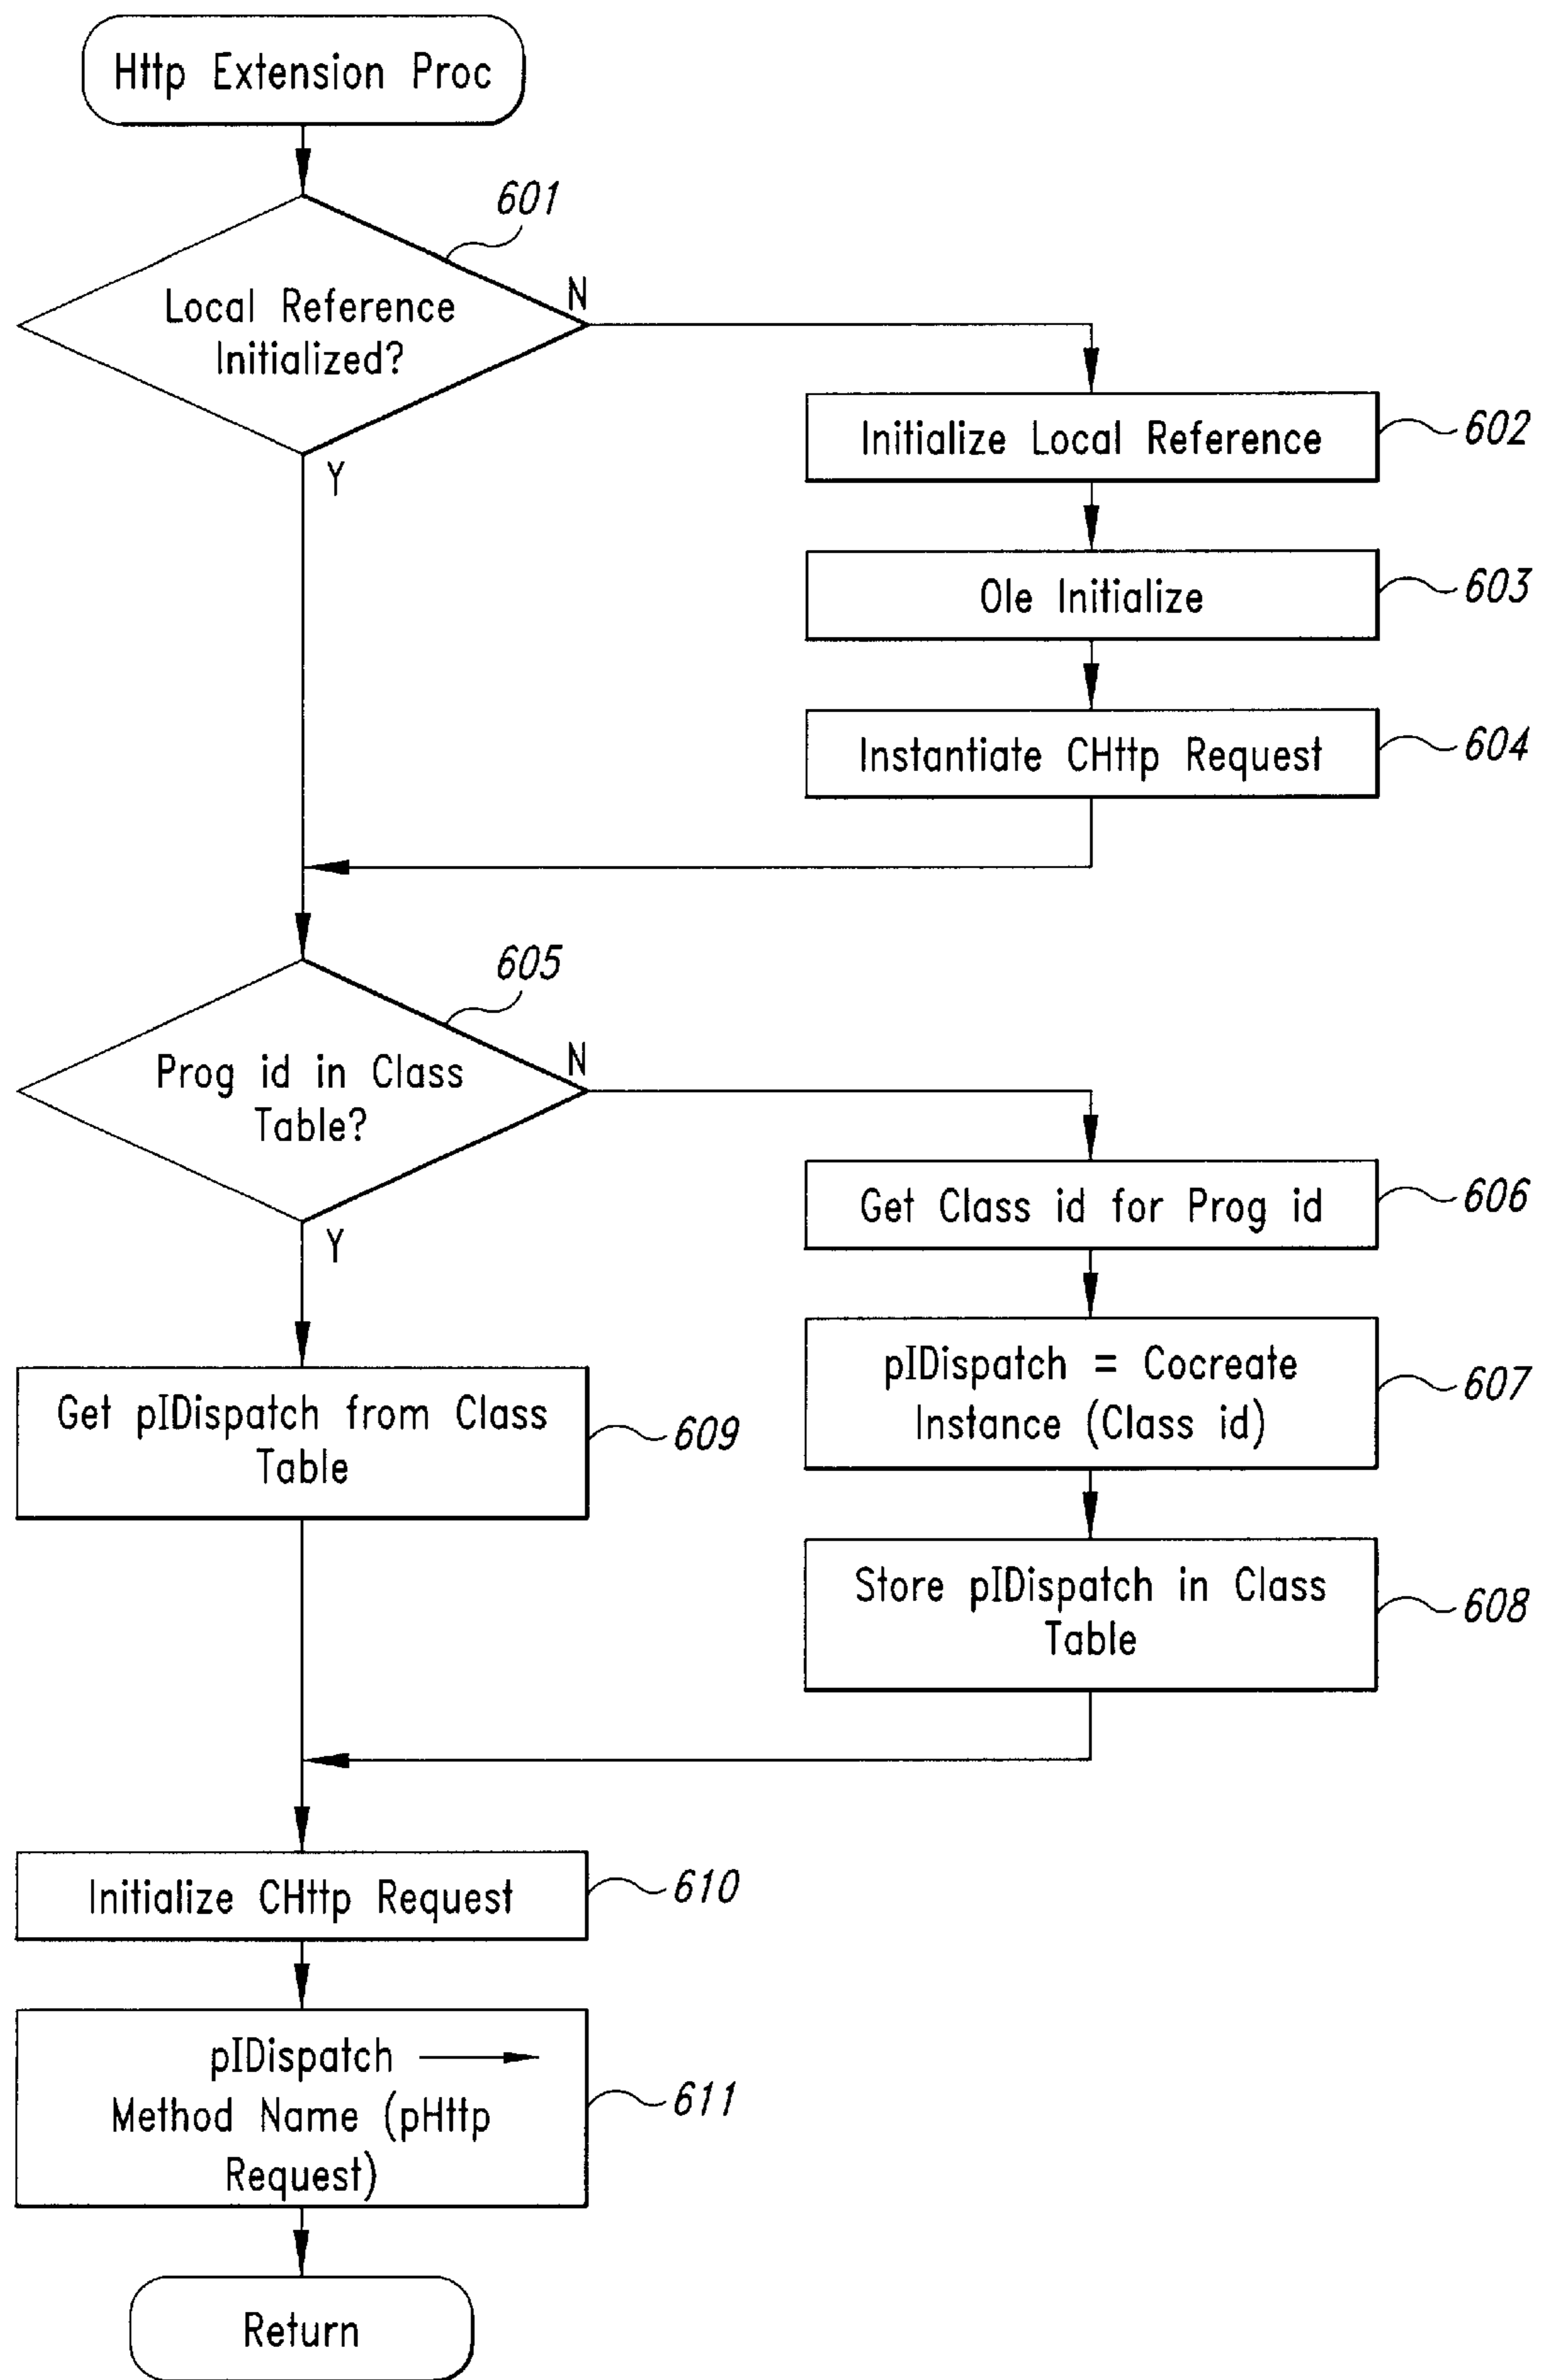 Http Extension Proc
601
Local Reference
Initialized?
N
Y
Initialize Local Reference
602
Ole Initialize
603
Instantiate CHttp Request
604
605
Prog id in Class
Table?
N
Y
Get Class id for Prog id
606
pIDispatch = Cocreate
Instance (Class id)
607
Get pIDispatch from Class
Table
609
Store pIDispatch in Class
Table
608
Initialize CHttp Request
610
pIDispatch
Method Name (pHttp
Request)
611
Return